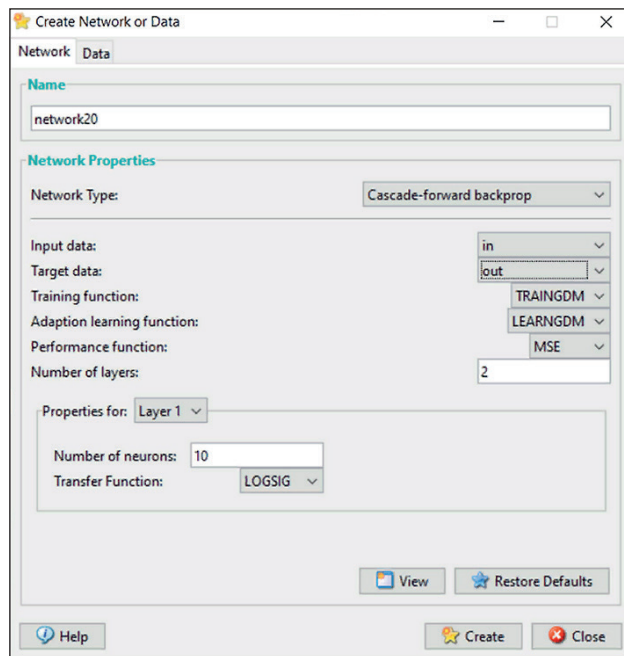 Create Network or Data
Network Data
Name
network20
Network Properties
Network Type: Cascade-forward backprop
Input data: in
Target data: out
Training function: TRAINGDM
Adaption learning function: LEARNGDM
Performance function: MSE
Number of layers: 2
Properties for: Layer 1
Number of neurons: 10
Transfer Function: LOGSIG
View Restore Defaults
Help Create Close